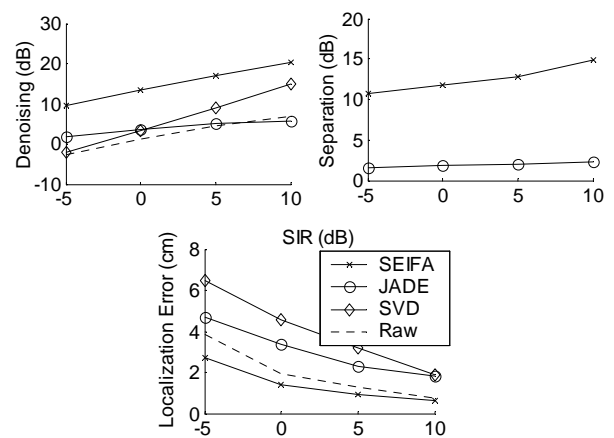 30
20
10
0
-10
Denoising (dB)
-5 0 5 10
20
15
10
5
0
Separation (dB)
-5 0 5 10
SIR (dB)
8
6
4
2
0
Localization Error (cm)
SEIFA
JADE
SVD
Raw
-5 0 5 10